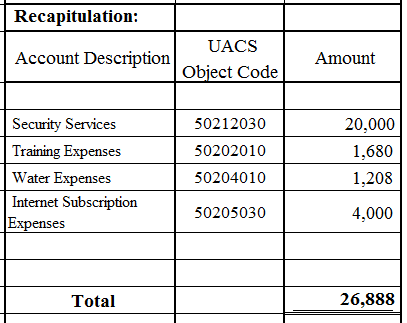 Recapitulation:
Account Description UACS Object Code Amount
Security Services 50212030 20,000
Training Expenses 50202010 1,680
Water Expenses 50204010 1,208
Internet Subscription Expenses 50205030 4,000
Total 26,888